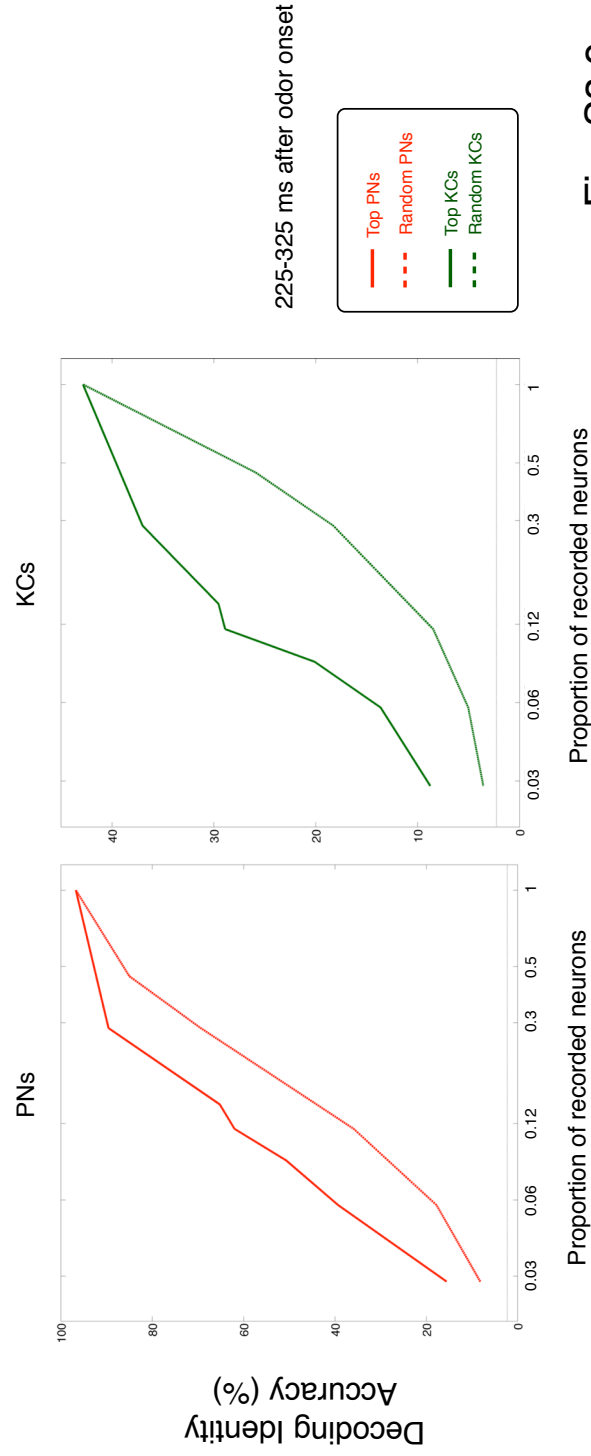 PNs
100
80
60
40
20
0
0.03
0.06
0.12
0.3
0.5
1
Proportion of recorded neurons
Decoding Identity
Accuracy (%)
KCs
40
30
20
10
0
0.03
0.06
0.12
0.3
0.5
1
Proportion of recorded neurons
225-325 ms after odor onset
Top PNs
Random PNs
Top KCs
Random KCs